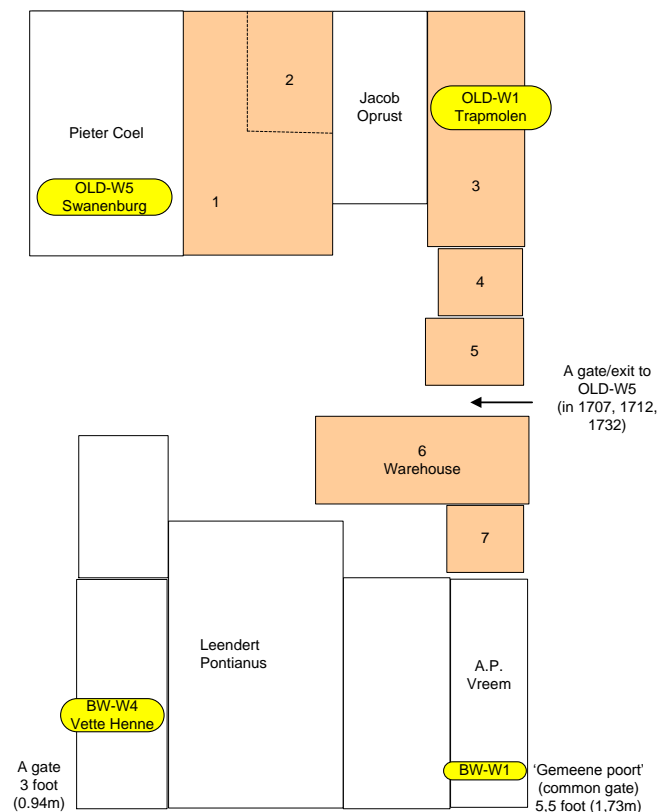 2
Jacob
Oprust
OLD-W1
Trapmolen
Pieter Coel
OLD-W5
Swanenburg
1
3
4
5
A gate/exit to
OLD-W5
(in 1707, 1712,
1732)
6
Warehouse
7
Leendert
Pontianus
A.P.
Vreem
BW-W4
Vette Henne
A gate
3 foot
(0.94m)
BW-W1
'Gemeene poort'
(common gate)
5,5 foot (1,73m)